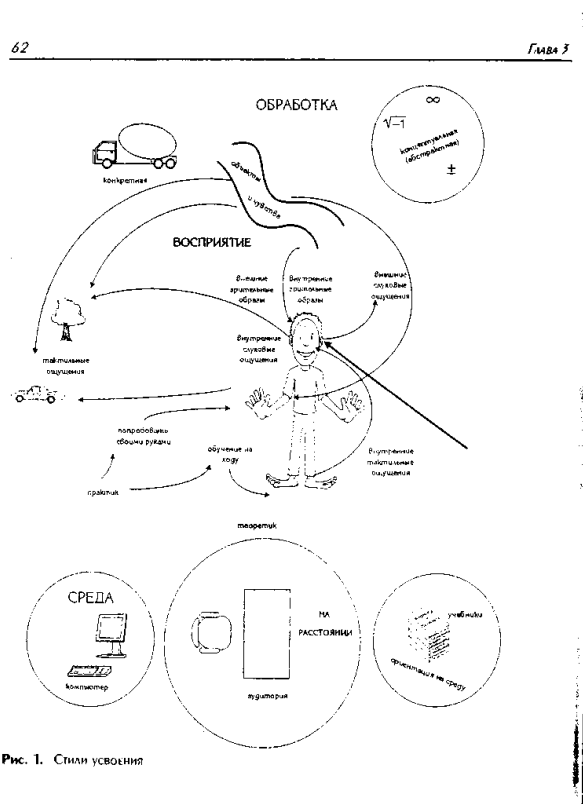 62
Глава 3
ОБРАБОТКА
∞
√-1
концептуальная
(абстрактная)
±
конкретная
объекты
и чувства
ВОСПРИЯТИЕ
Внешние
зрительные
образы
Внутренние
зрительные
образы
Внешние
слуховые
ощущения
Внутренние
слуховые
ощущения
тактильные
ощущения
попробовать
своими руками
обучение на
ходу
практик
Внутренние
тактильные
ощущения
теоретик
СРЕДА
компьютер
НА
РАССТОЯНИИ
аудитория
учебники
ориентация на среду
Рис. 1. Стили усвоения